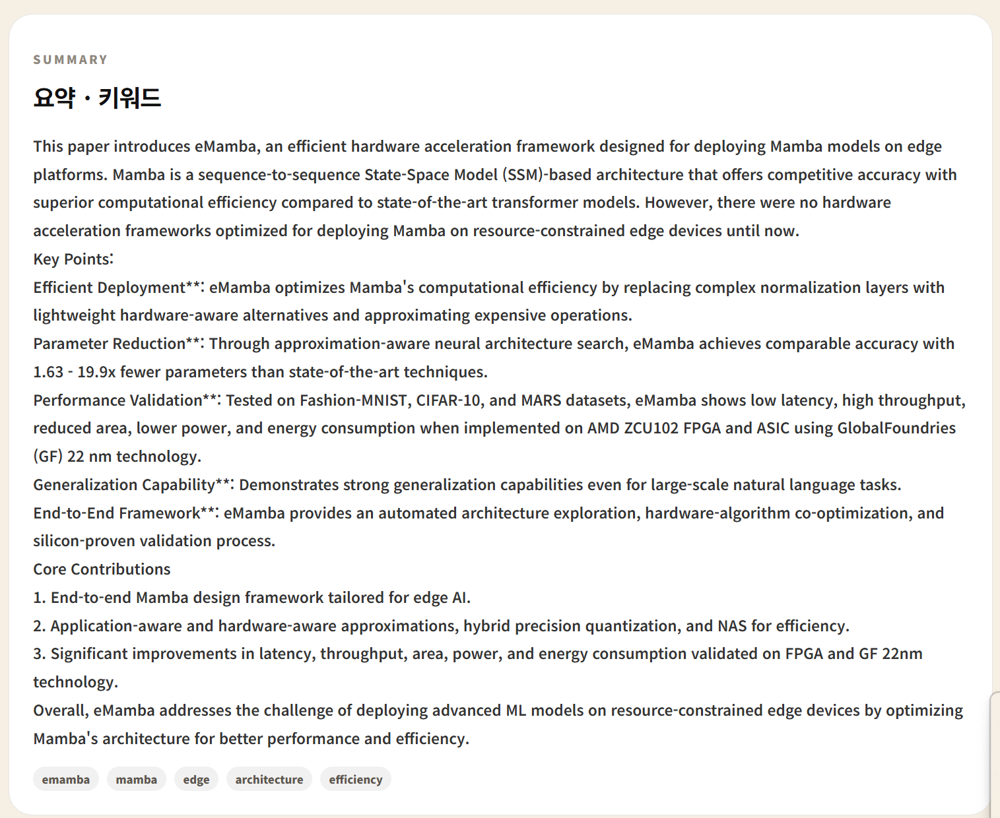 SUMMARY
요약 · 키워드
This paper introduces eMamba, an efficient hardware acceleration framework designed for deploying Mamba models on edge
platforms. Mamba is a sequence-to-sequence State-Space Model (SSM)-based architecture that offers competitive accuracy with
superior computational efficiency compared to state-of-the-art transformer models. However, there were no hardware
acceleration frameworks optimized for deploying Mamba on resource-constrained edge devices until now.
Key Points:
Efficient Deployment**: eMamba optimizes Mamba's computational efficiency by replacing complex normalization layers with
lightweight hardware-aware alternatives and approximating expensive operations.
Parameter Reduction**: Through approximation-aware neural architecture search, eMamba achieves comparable accuracy with
1.63 - 19.9x fewer parameters than state-of-the-art techniques.
Performance Validation**: Tested on Fashion-MNIST, CIFAR-10, and MARS datasets, eMamba shows low latency, high throughput,
reduced area, lower power, and energy consumption when implemented on AMD ZCU102 FPGA and ASIC using GlobalFoundries
(GF) 22 nm technology.
Generalization Capability**: Demonstrates strong generalization capabilities even for large-scale natural language tasks.
End-to-End Framework**: eMamba provides an automated architecture exploration, hardware-algorithm co-optimization, and
silicon-proven validation process.
Core Contributions
1. End-to-end Mamba design framework tailored for edge AI.
2. Application-aware and hardware-aware approximations, hybrid precision quantization, and NAS for efficiency.
3. Significant improvements in latency, throughput, area, power, and energy consumption validated on FPGA and GF 22nm
technology.
Overall, eMamba addresses the challenge of deploying advanced ML models on resource-constrained edge devices by optimizing
Mamba's architecture for better performance and efficiency.
emamba mamba edge architecture efficiency